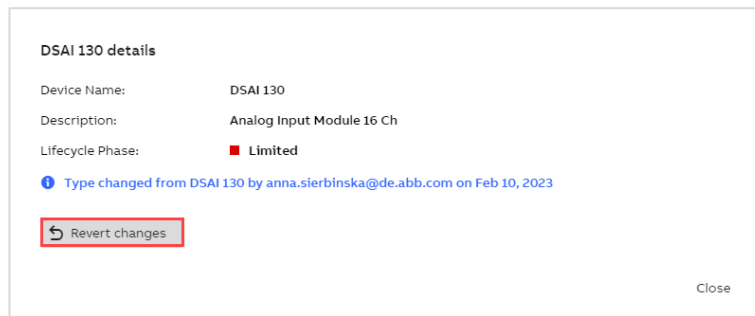 DSAI 130 details
Device Name: DSAI 130
Description: Analog Input Module 16 Ch
Lifecycle Phase: Limited
Type changed from DSAI 130 by anna.sierbinska@de.abb.com on Feb 10, 2023
Revert changes
Close